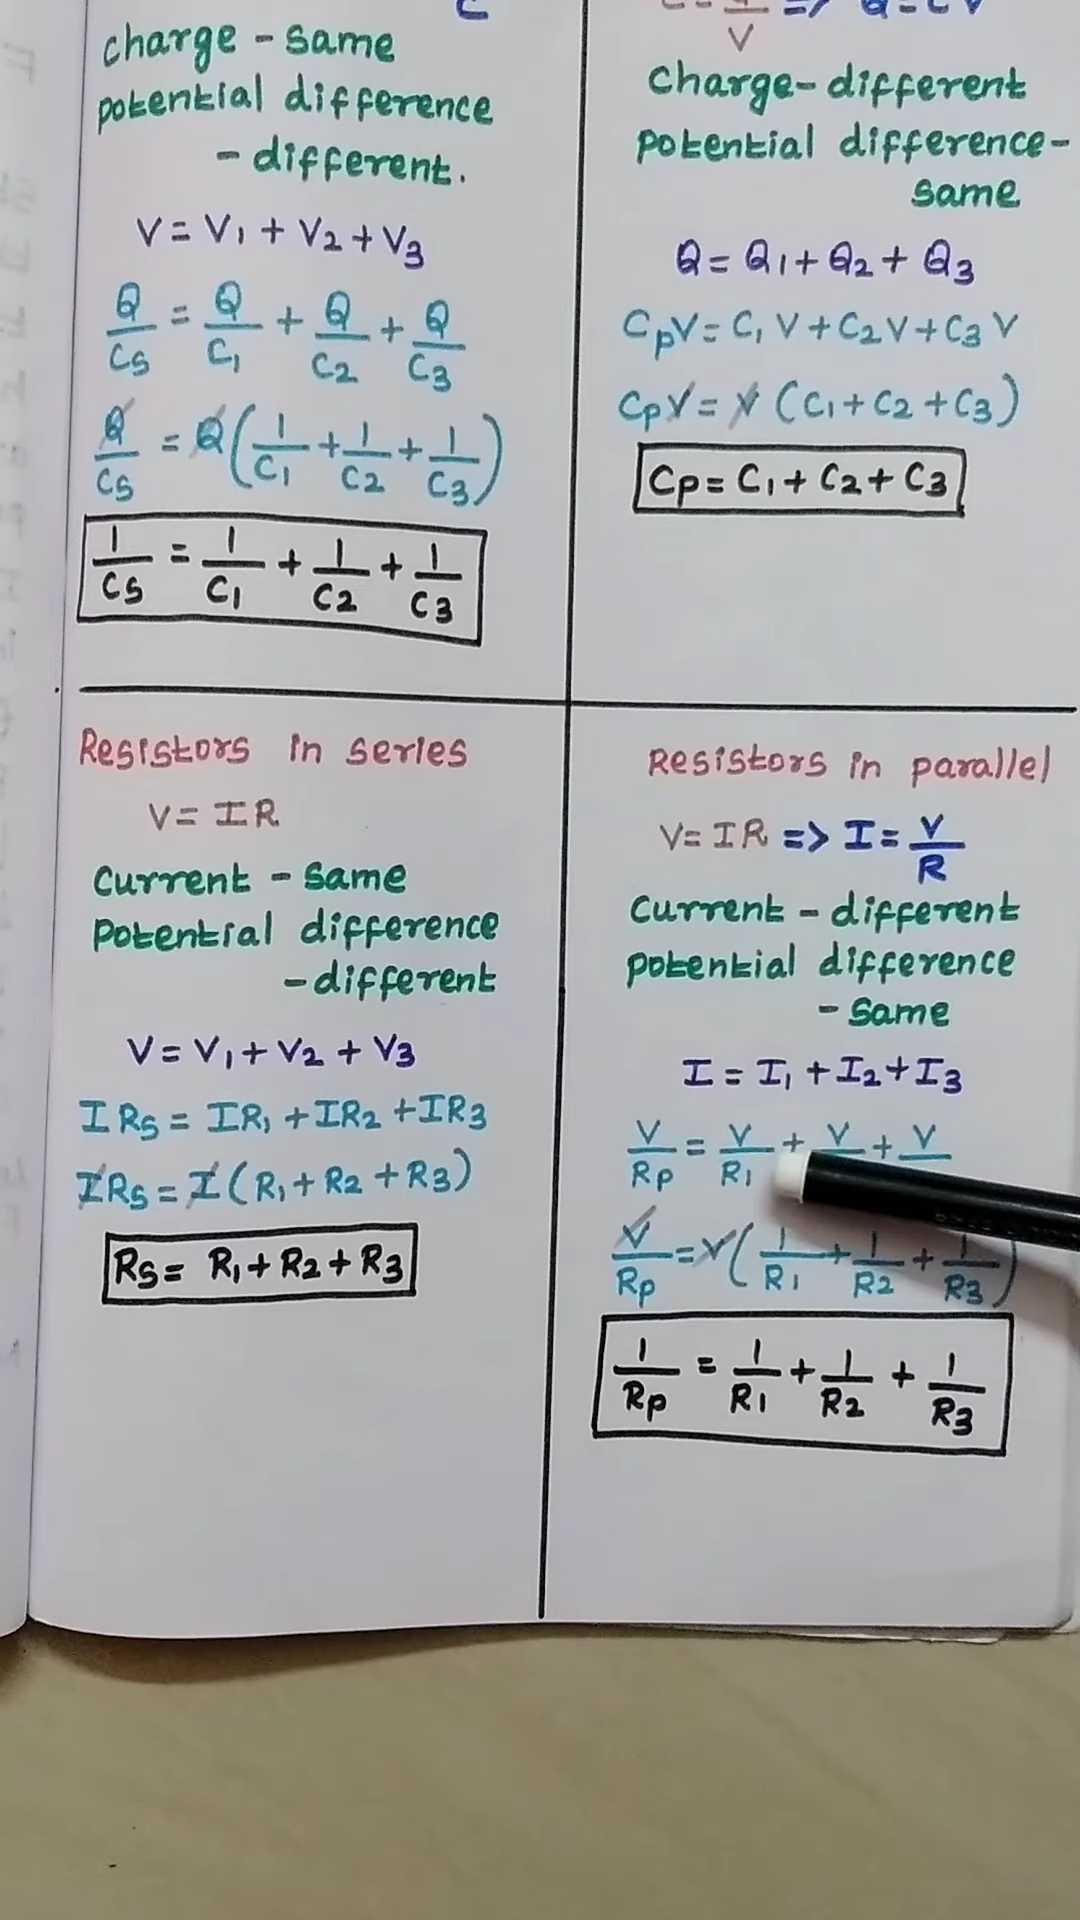 C
charge - same
potential difference
- different.
V = V1 + V2 + V3
Q/Cs = Q/C1 + Q/C2 + Q/C3
Q/Cs = Q(1/C1 + 1/C2 + 1/C3)
1/Cs = 1/C1 + 1/C2 + 1/C3
V
Charge - different
potential difference -
same
Q = Q1 + Q2 + Q3
CpV = C1V + C2V + C3V
CpV = V (C1 + C2 + C3)
Cp = C1 + C2 + C3
Resistors in series
V = IR
Current - same
Potential difference
- different
V = V1 + V2 + V3
IRs = IR1 + IR2 + IR3
IRs = I (R1 + R2 + R3)
Rs = R1 + R2 + R3
Resistors in parallel
V = IR => I = V/R
Current - different
potential difference
- same
I = I1 + I2 + I3
V/Rp = V/R1 + V + V
V/Rp = V(1/R1 + 1/R2 + 1/R3)
1/Rp = 1/R1 + 1/R2 + 1/R3